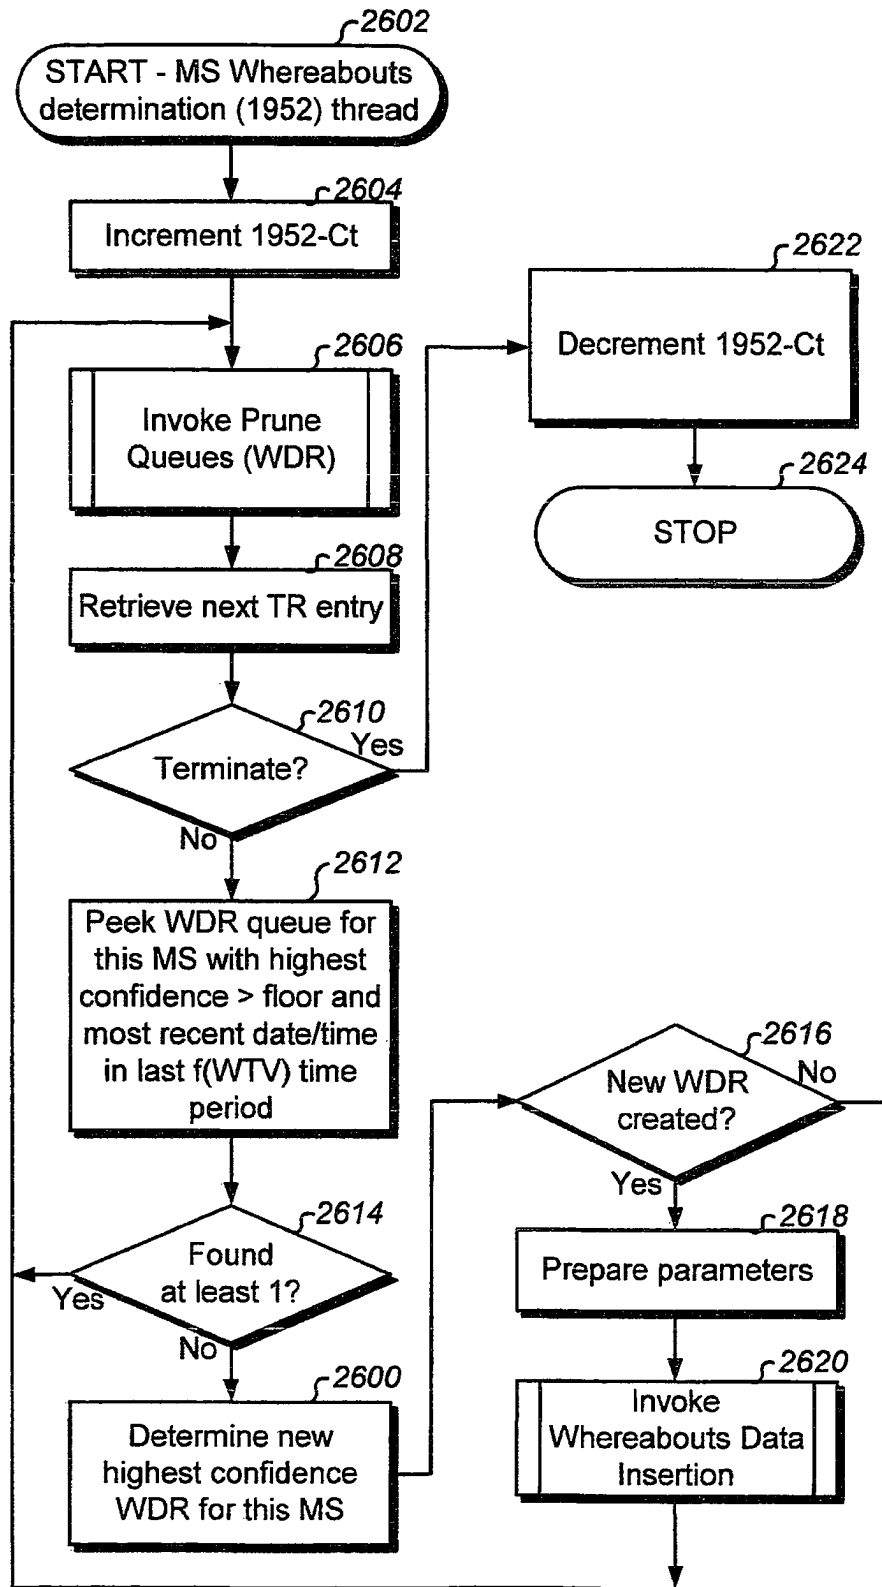 2602
START - MS Whereabouts
determination (1952) thread
2604
Increment 1952-Ct
2606
Invoke Prune
Queues (WDR)
2608
Retrieve next TR entry
2610
Terminate?
Yes
No
2622
Decrement 1952-Ct
2624
STOP
2612
Peek WDR queue for
this MS with highest
confidence > floor and
most recent date/time
in last f(WTV) time
period
2614
Found
at least 1?
Yes
No
2600
Determine new
highest confidence
WDR for this MS
2616
New WDR
created?
No
Yes
2618
Prepare parameters
2620
Invoke
Whereabouts Data
Insertion